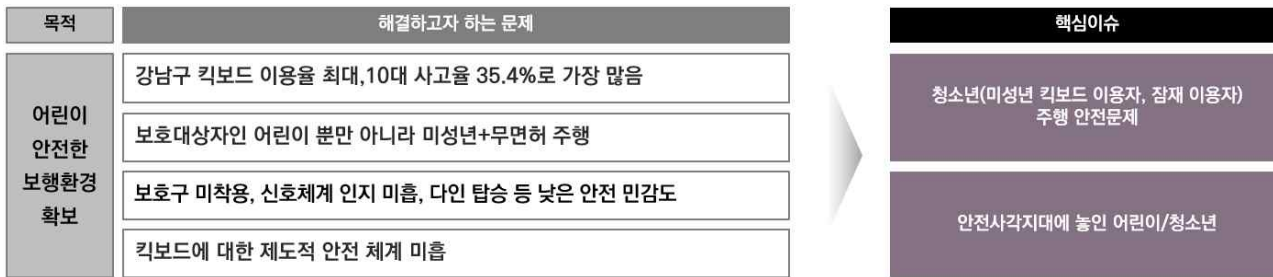 목적
해결하고자 하는 문제
핵심이슈
어린이
안전한
보행환경
확보
강남구 킥보드 이용율 최대,10대 사고율 35.4%로 가장 많음
보호대상자인 어린이 뿐만 아니라 미성년+무면허 주행
보호구 미착용, 신호체계 인지 미흡, 다인 탑승 등 낮은 안전 민감도
킥보드에 대한 제도적 안전 체계 미흡
청소년(미성년 킥보드 이용자, 잠재 이용자)
주행 안전문제
안전사각지대에 놓인 어린이/청소년